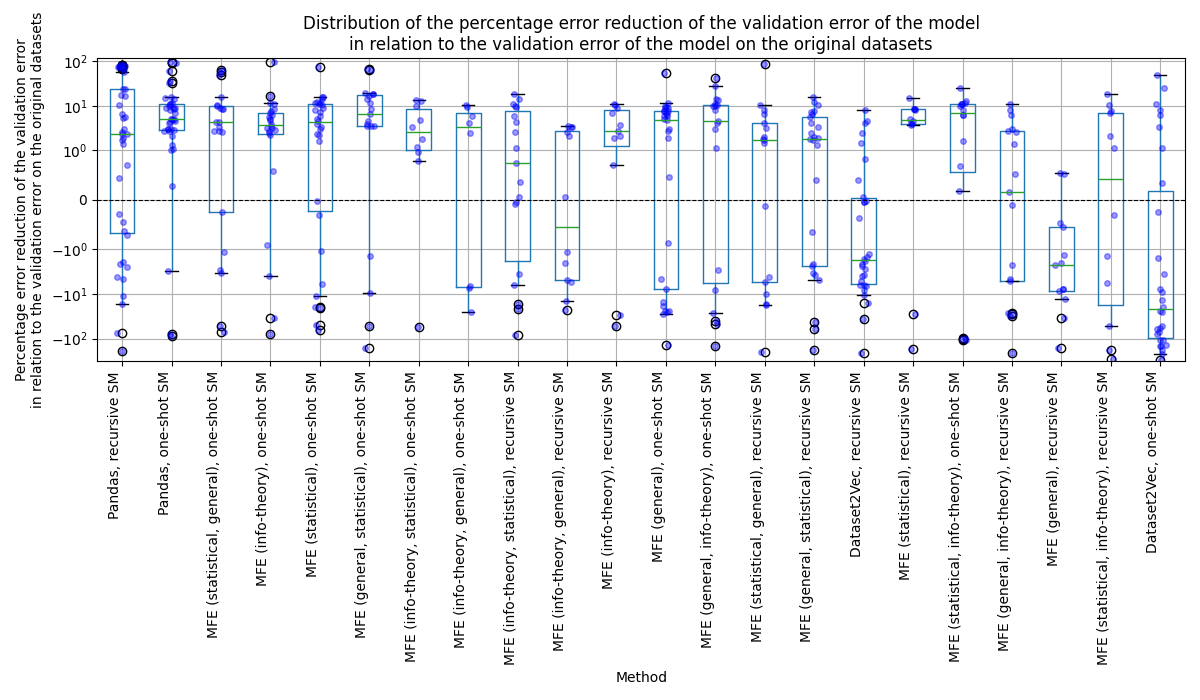 Distribution of the percentage error reduction of the validation error of the model
in relation to the validation error of the model on the original datasets
Percentage error reduction of the validation error
in relation to the validation error on the original datasets
10²
10¹
10⁰
0
−10⁰
−10¹
−10²
Pandas, recursive SM
Pandas, one-shot SM
MFE (statistical, general), one-shot SM
MFE (info-theory), one-shot SM
MFE (statistical), one-shot SM
MFE (general, statistical), one-shot SM
MFE (info-theory, statistical), one-shot SM
MFE (info-theory, general), one-shot SM
MFE (info-theory, statistical), recursive SM
MFE (info-theory, general), recursive SM
MFE (info-theory), recursive SM
MFE (general), one-shot SM
MFE (general, info-theory), one-shot SM
MFE (statistical, general), recursive SM
MFE (general, statistical), recursive SM
Dataset2Vec, recursive SM
MFE (statistical), recursive SM
MFE (statistical, info-theory), one-shot SM
MFE (general, info-theory), recursive SM
MFE (general), recursive SM
MFE (statistical, info-theory), recursive SM
Dataset2Vec, one-shot SM
Method